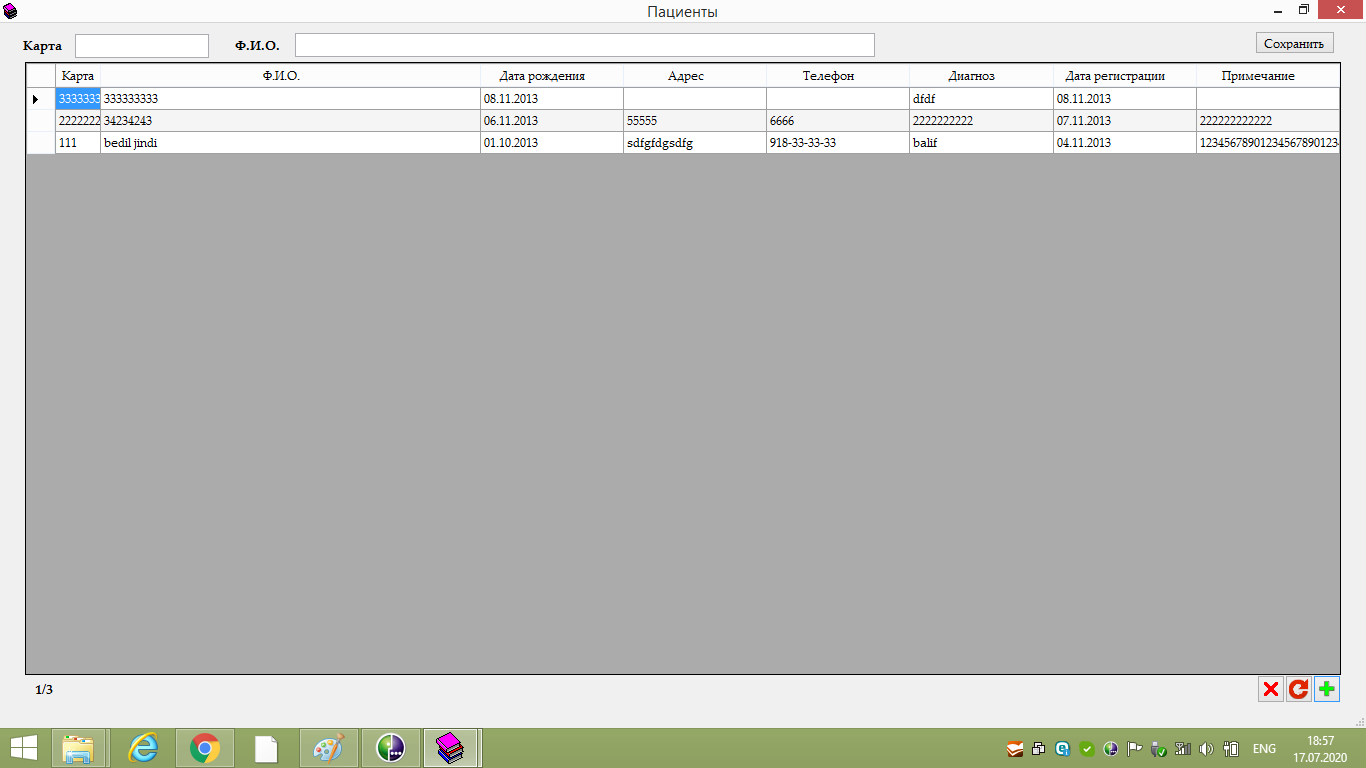 Пациенты
Карта Ф.И.О. Сохранить
Карта Ф.И.О. Дата рождения Адрес Телефон Диагноз Дата регистрации Примечание
3333333 333333333 08.11.2013 dfdf 08.11.2013
2222222 34234243 06.11.2013 55555 6666 2222222222 07.11.2013 222222222222
111 bedil jindi 01.10.2013 sdfgfdgsdfg 918-33-33-33 balif 04.11.2013 12345678901234567890123
1/3
ENG 18:57
17.07.2020